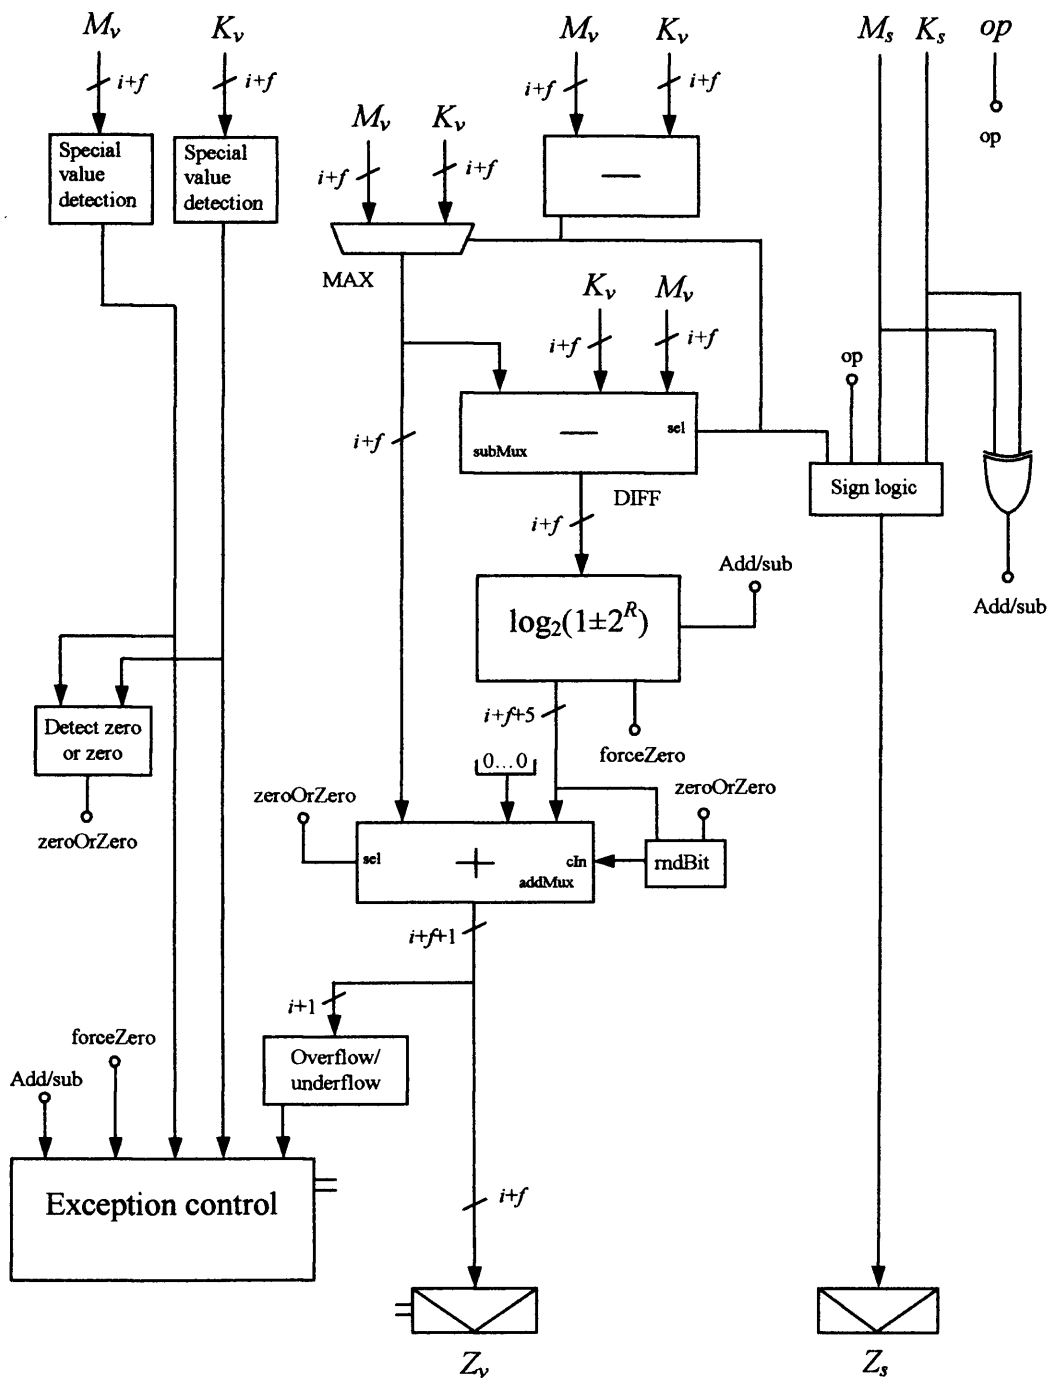 M_v K_v M_v K_v M_s K_s op
i+f i+f i+f i+f
op
M_v K_v
Special value detection
Special value detection
—
i+f i+f
MAX
K_v M_v
i+f i+f
op
i+f
—
sel
subMux
Sign logic
DIFF
i+f
Add/sub
Add/sub
log₂(1±2^R)
i+f+5
Detect zero
or zero
forceZero
0…0
zeroOrZero
zeroOrZero
zeroOrZero
sel
+
cIn
addMux
rndBit
i+f+1
i+1
forceZero
Overflow/
underflow
Add/sub
Exception control
i+f
Z_v Z_s